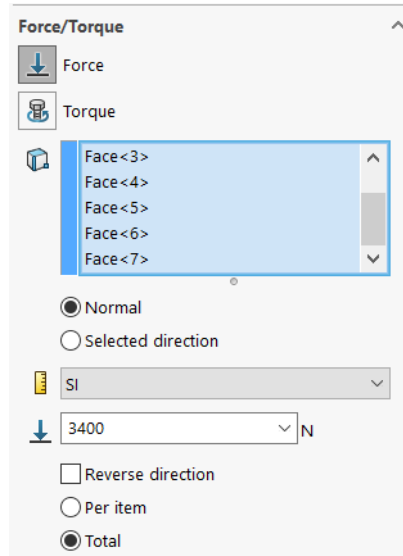 Force/Torque
Force
Torque
Face<3>
Face<4>
Face<5>
Face<6>
Face<7>
Normal
Selected direction
SI
3400 N
Reverse direction
Per item
Total